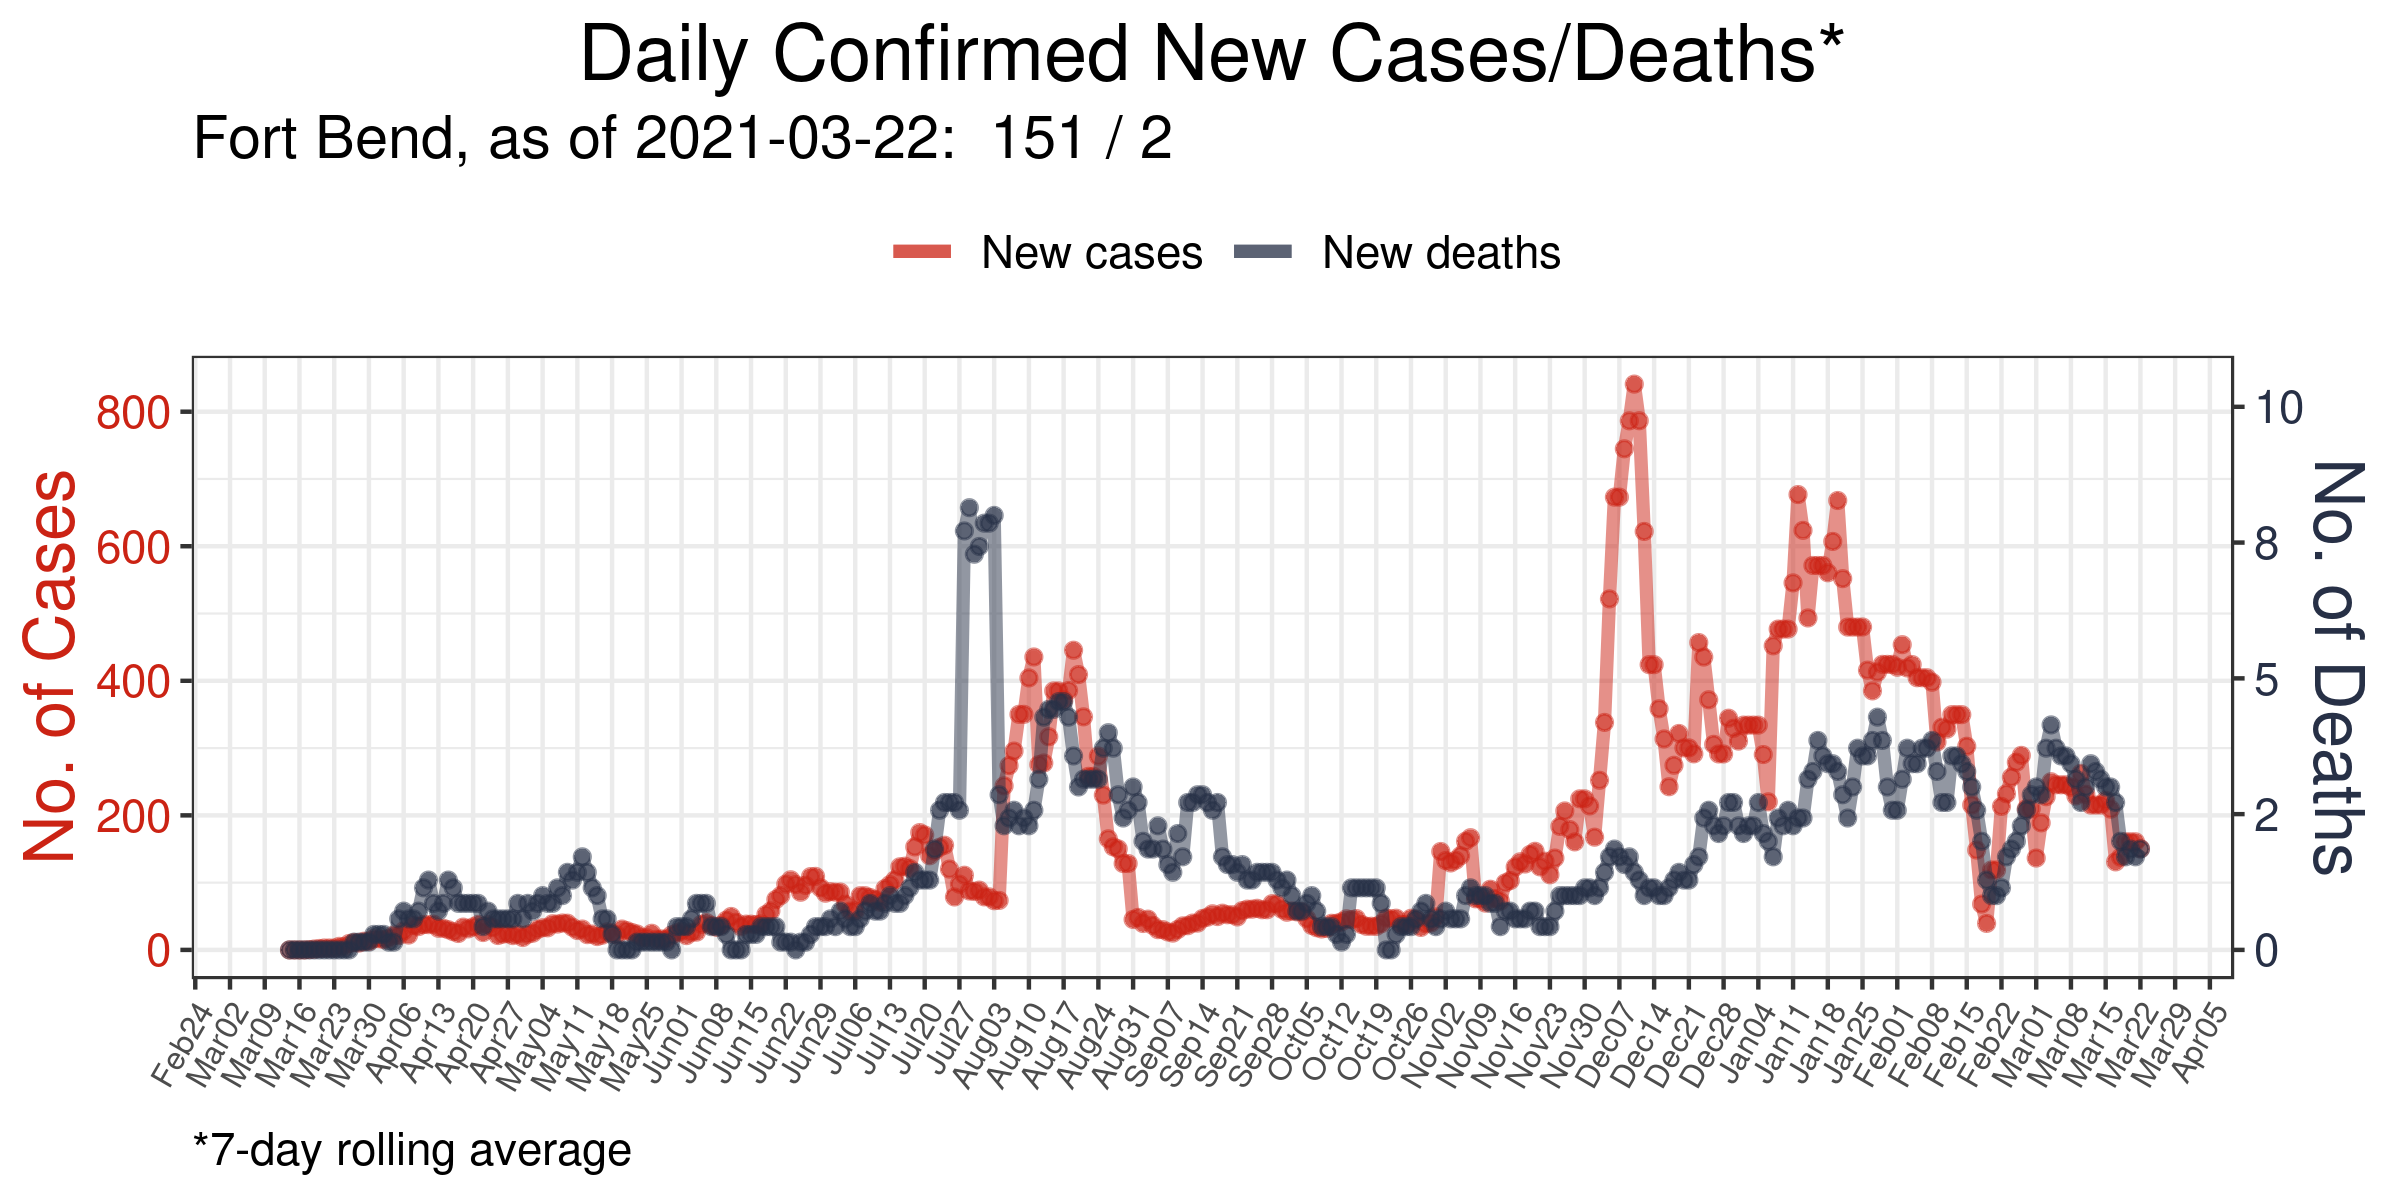 Daily Confirmed New Cases/Deaths*
Fort Bend, as of 2021-03-22:  151 / 2
New cases
New deaths
No. of Cases
800
600
400
200
0
10
8
5
2
0
No. of Deaths
Feb24
Mar02
Mar09
Mar16
Mar23
Mar30
Apr06
Apr13
Apr20
Apr27
May04
May11
May18
May25
Jun01
Jun08
Jun15
Jun22
Jun29
Jul06
Jul13
Jul20
Jul27
Aug03
Aug10
Aug17
Aug24
Aug31
Sep07
Sep14
Sep21
Sep28
Oct05
Oct12
Oct19
Oct26
Nov02
Nov09
Nov16
Nov23
Nov30
Dec07
Dec14
Dec21
Dec28
Jan04
Jan11
Jan18
Jan25
Feb01
Feb08
Feb15
Feb22
Mar01
Mar08
Mar15
Mar22
Mar29
Apr05
*7-day rolling average